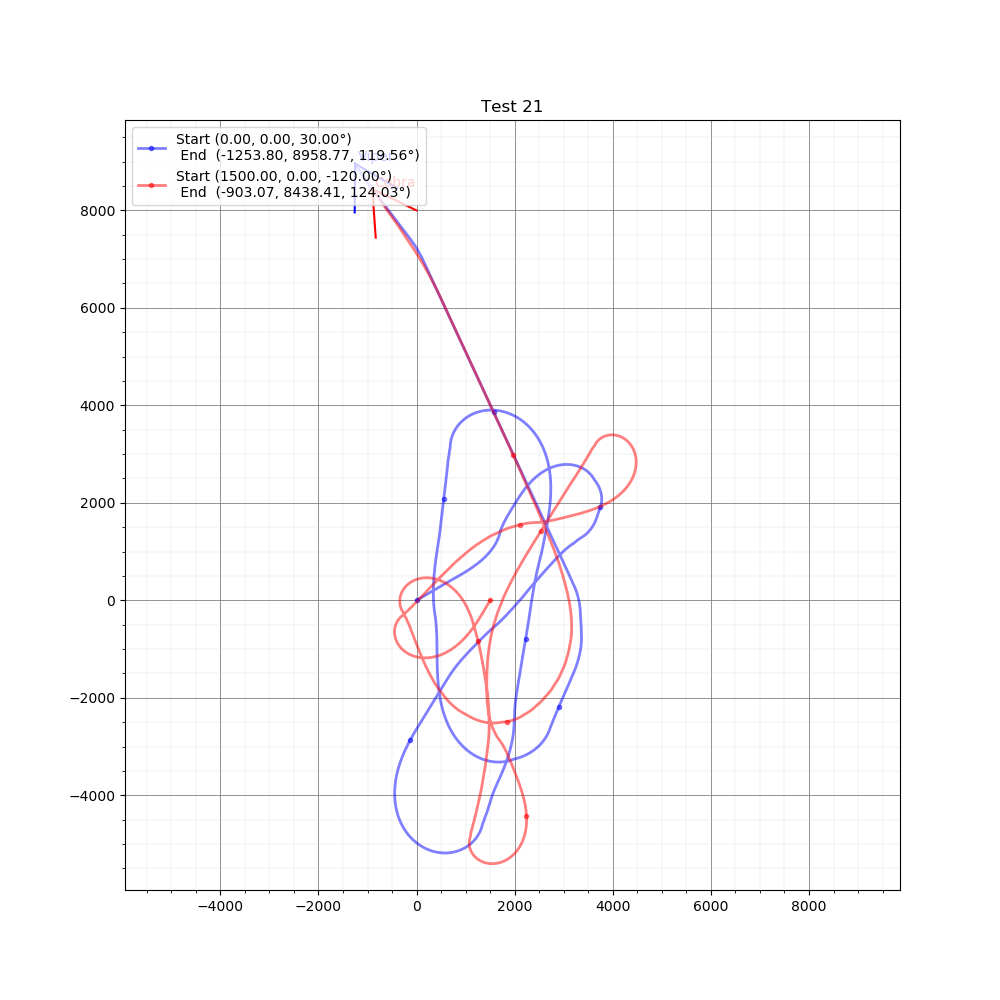 Test 21
Start (0.00, 0.00, 30.00°)
End (-1253.80, 8958.77, 119.56°)
Start (1500.00, 0.00, -120.00°)
End (-903.07, 8438.41, 124.03°)
8000
6000
4000
2000
0
−2000
−4000
−4000 −2000 0 2000 4000 6000 8000